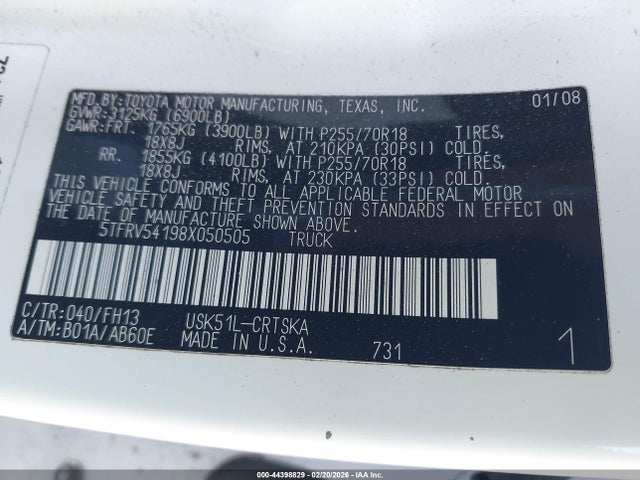 MFD.BY:TOYOTA MOTOR MANUFACTURING, TEXAS, INC. 01/08
GVWR:3125KG (6900LB)
GAWR:FRT. 1765KG (3900LB) WITH P255/70R18 TIRES,
18X8J RIMS, AT 210KPA (30PSI) COLD.
RR. 1855KG (4100LB) WITH P255/70R18 TIRES,
18X8J RIMS, AT 230KPA (33PSI) COLD.
THIS VEHICLE CONFORMS TO ALL APPLICABLE FEDERAL MOTOR
VEHICLE SAFETY AND THEFT PREVENTION STANDARDS IN EFFECT ON
THE DATE OF MANUFACTURE SHOWN ABOVE.
5TFRV54198X050505 TRUCK
C/TR:040/FH13 USK51L-CRTSKA
A/TM:B01A/AB60E MADE IN U.S.A. 731 1
000-44398829 - 02/20/2026 - IAA Inc.